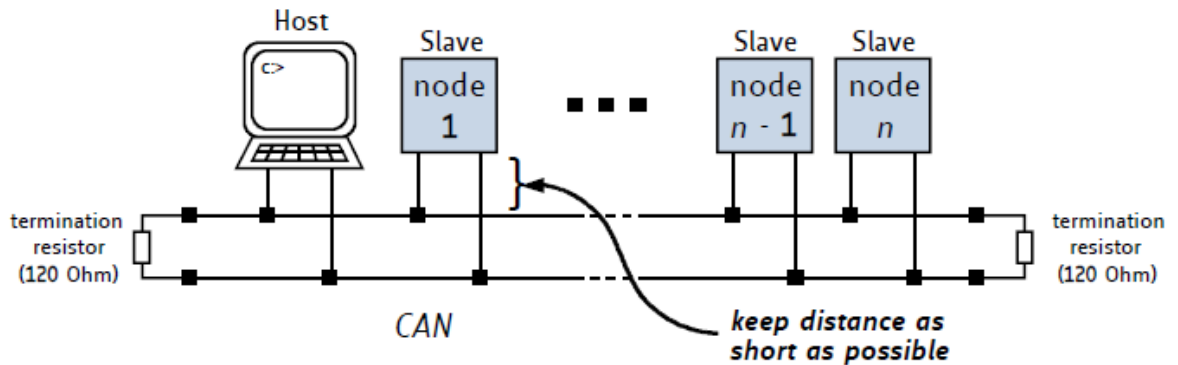 Host
c>
Slave
node
1
Slave
node
n - 1
Slave
node
n
termination
resistor
(120 Ohm)
termination
resistor
(120 Ohm)
CAN
keep distance as
short as possible